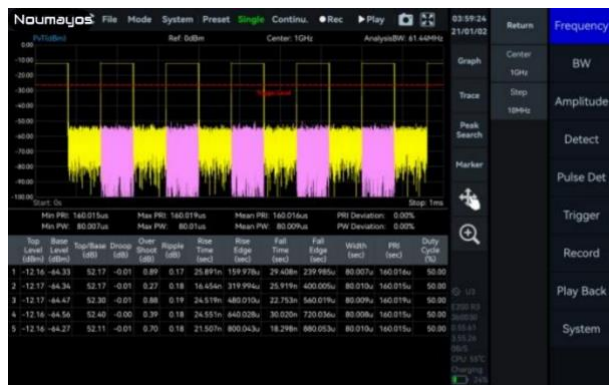 Noumayos File Mode System Preset Single Continu. Rec Play 03:59:24 21/01/02 Return Frequency
PvT(dBm) Ref: 0dBm Center: 1GHz AnalysisBW: 61.44MHz
0.00
-10.00
-20.00
-30.00
-40.00
-50.00
-60.00
-70.00
-80.00
-90.00
-100.00
Trigger Level
Start: 0s Stop: 1ms
Graph
Trace
Peak Search
Marker
Center
1GHz
Step
10MHz
BW
Amplitude
Detect
Pulse Det
Trigger
Record
Play Back
System
Min PRI: 160.015us Max PRI: 160.019us Mean PRI: 160.016us PRI Deviation: 0.00%
Min PW: 80.007us Max PW: 80.01us Mean PW: 80.009us PW Deviation: 0.00%
Top Level (dBm) Base Level (dBm) Top/Base (dB) Droop (dB) Over Shoot (dB) Ripple (dB) Rise Time (sec) Rise Edge (sec) Fall Time (sec) Fall Edge (sec) Width (sec) PRI (sec) Duty Cycle (%)
1 -12.16 -64.33 52.17 -0.01 0.89 0.17 25.891n 159.978u 29.408n 239.985u 80.007u 160.016u 50.00
2 -12.17 -64.34 52.17 -0.01 0.27 0.18 16.454n 319.994u 25.919n 400.005u 80.010u 160.015u 50.00
3 -12.17 -64.47 52.30 -0.01 0.88 0.19 24.519n 480.010u 22.753n 560.019u 80.009u 160.019u 50.00
4 -12.16 -64.56 52.40 -0.00 0.39 0.18 24.551n 640.028u 30.020n 720.036u 80.008u 160.015u 50.00
5 -12.16 -64.27 52.11 -0.01 0.70 0.18 21.507n 800.043u 18.298n 880.053u 80.010u 160.015u 50.00
Charging
24%